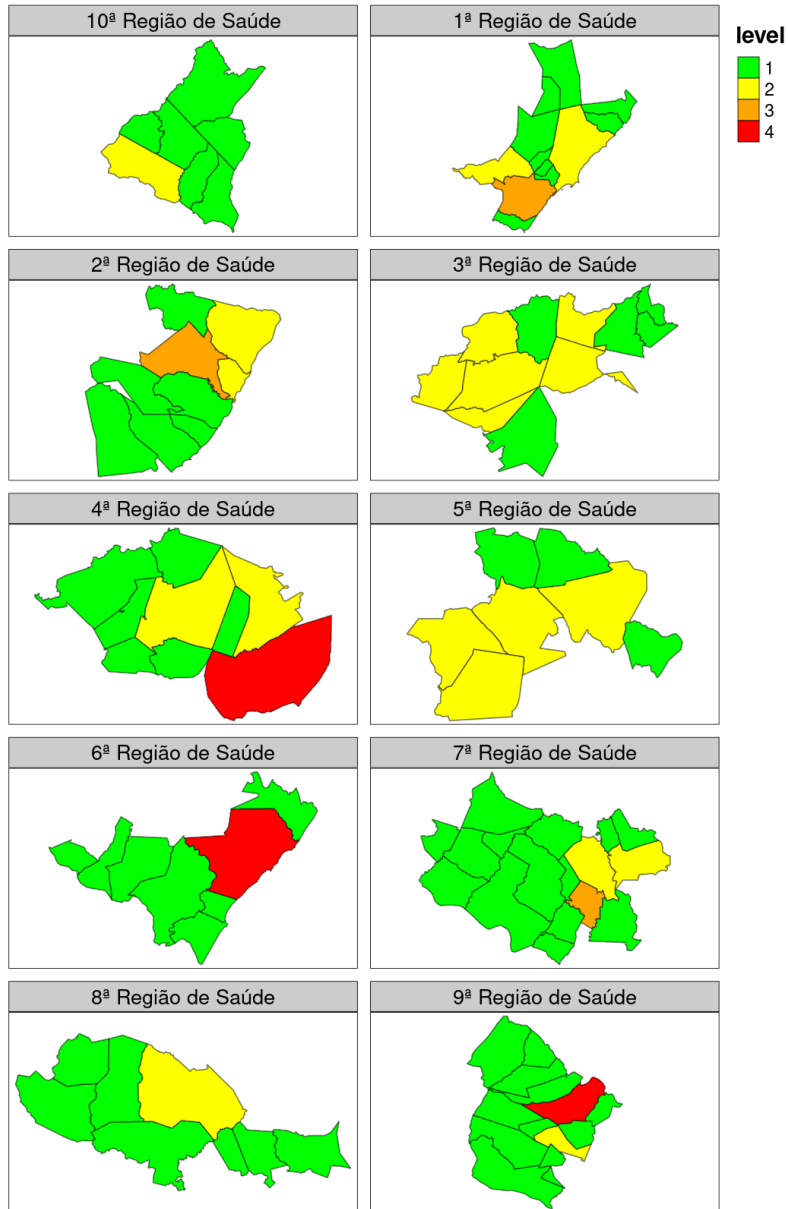 10ª Região de Saúde
1ª Região de Saúde
level
1
2
3
4
2ª Região de Saúde
3ª Região de Saúde
4ª Região de Saúde
5ª Região de Saúde
6ª Região de Saúde
7ª Região de Saúde
8ª Região de Saúde
9ª Região de Saúde